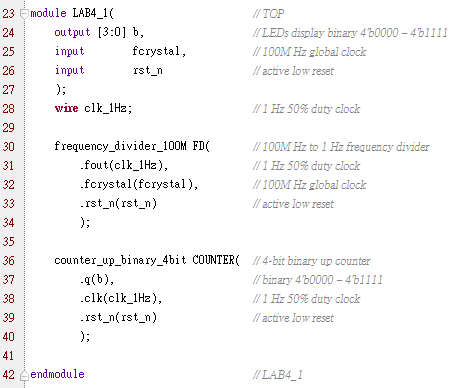 23 module LAB4_1( // TOP
24 output [3:0] b, // LEDs display binary 4'b0000 – 4'b1111
25 input fcrystal, // 100M Hz global clock
26 input rst_n // active low reset
27 );
28 wire clk_1Hz; // 1 Hz 50% duty clock
29
30 frequency_divider_100M FD( // 100M Hz to 1 Hz frequency divider
31 .fout(clk_1Hz), // 1 Hz 50% duty clock
32 .fcrystal(fcrystal), // 100M Hz global clock
33 .rst_n(rst_n) // active low reset
34 );
35
36 counter_up_binary_4bit COUNTER( // 4-bit binary up counter
37 .q(b), // binary 4'b0000 – 4'b1111
38 .clk(clk_1Hz), // 1 Hz 50% duty clock
39 .rst_n(rst_n) // active low reset
40 );
41
42 endmodule // LAB4_1